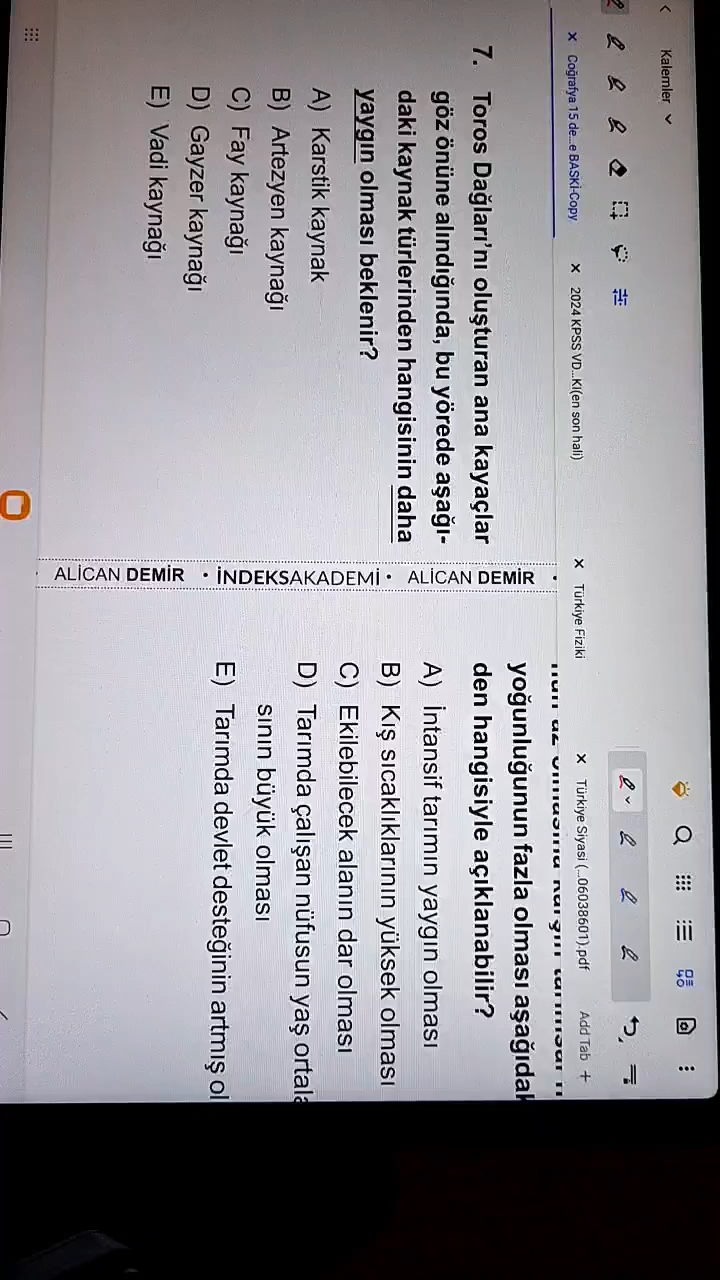 Kalemler
Coğrafya 15 de...e BASKI-Copy
2024 KPSS VD...Kİ(en son hali)
Türkiye Fiziki
Türkiye Siyasi (...06038601).pdf
Add Tab +
7. Toros Dağları'nı oluşturan ana kayaçlar
göz önüne alındığında, bu yörede aşağı-
daki kaynak türlerinden hangisinin daha
yaygın olması beklenir?
A) Karstik kaynak
B) Artezyen kaynağı
C) Fay kaynağı
D) Gayzer kaynağı
E) Vadi kaynağı
ALİCAN DEMİR • İNDEKSAKADEMİ • ALİCAN DEMİR •
yoğunluğunun fazla olması aşağıdak
den hangisiyle açıklanabilir?
A) İntansif tarımın yaygın olması
B) Kış sıcaklıklarının yüksek olması
C) Ekilebilecek alanın dar olması
D) Tarımda çalışan nüfusun yaş ortala
sının büyük olması
E) Tarımda devlet desteğinin artmış ol